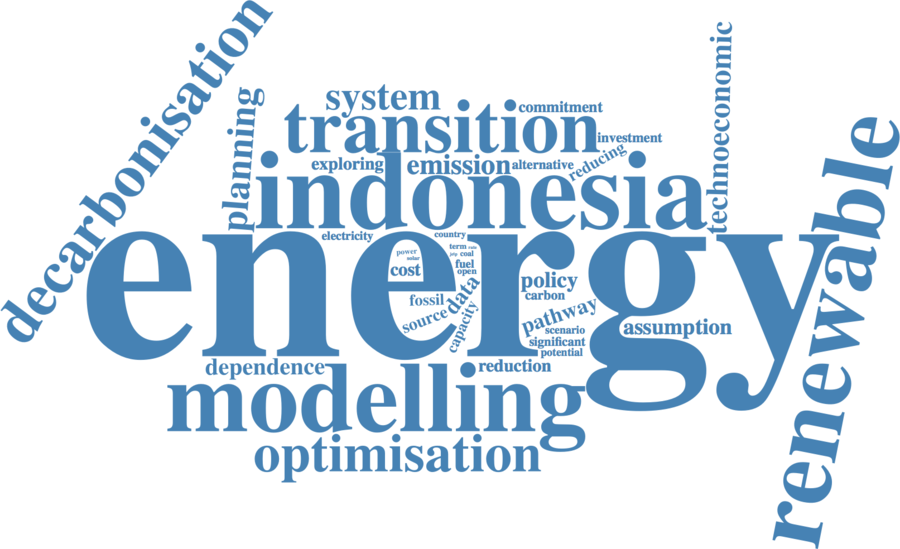 decarbonisation
system
commitment
transition
investment
technoeconomic
planning
exploring
emission
alternative
reducing
indonesia
renewable
energy
electricity
country
term
power
solar
coal
jetp
cost
fuel
open
policy
carbon
data
fossil
source
capacity
pathway
scenario
assumption
significant
potential
dependence
reduction
modelling
optimisation